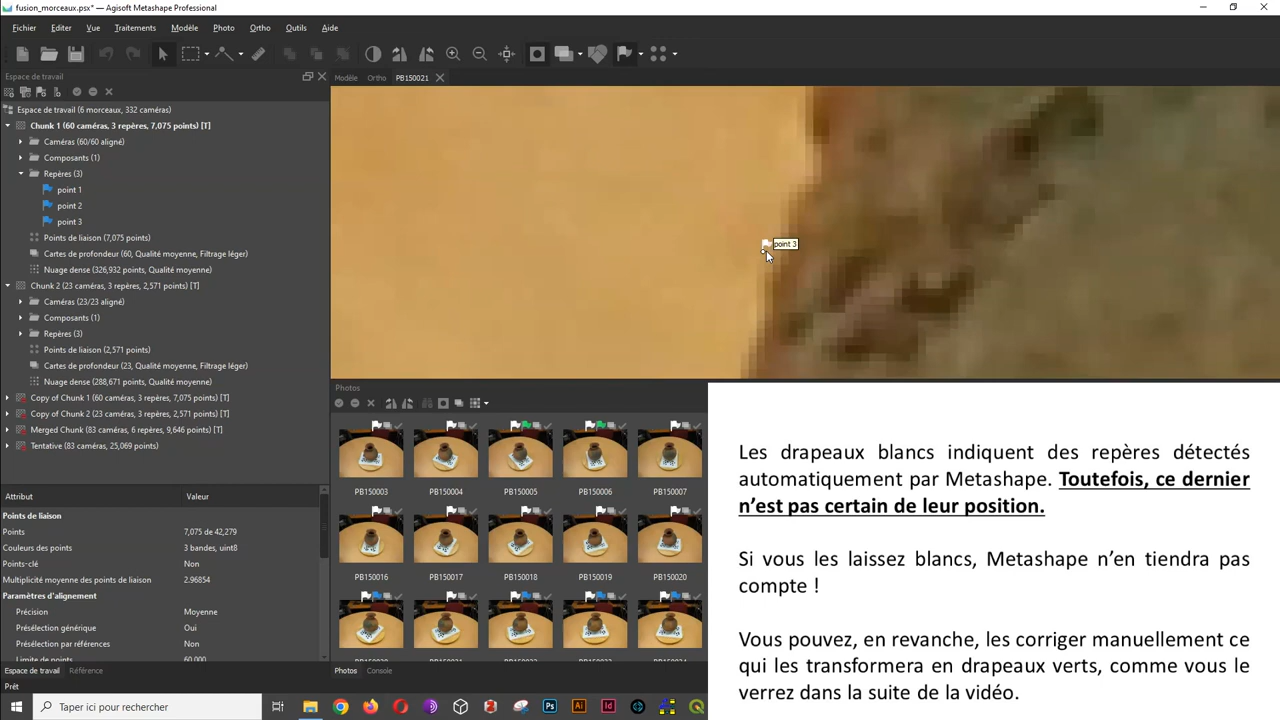 fusion_morceaux.psx* — Agisoft Metashape Professional
Fichier Editer Vue Traitements Modèle Photo Ortho Outils Aide
Espace de travail
Modèle Ortho PB150021
Espace de travail (6 morceaux, 332 caméras)
Chunk 1 (60 caméras, 3 repères, 7,075 points) [T]
Caméras (60/60 aligné)
Composants (1)
Repères (3)
point 1
point 2
point 3
Points de liaison (7,075 points)
Cartes de profondeur (60, Qualité moyenne, Filtrage léger)
Nuage dense (326,932 points, Qualité moyenne)
Chunk 2 (23 caméras, 3 repères, 2,571 points) [T]
Caméras (23/23 aligné)
Composants (1)
Repères (3)
Points de liaison (2,571 points)
Cartes de profondeur (23, Qualité moyenne, Filtrage léger)
Nuage dense (288,671 points, Qualité moyenne)
Copy of Chunk 1 (60 caméras, 3 repères, 7,075 points) [T]
Copy of Chunk 2 (23 caméras, 3 repères, 2,571 points) [T]
Merged Chunk (83 caméras, 6 repères, 9,646 points) [T]
Tentative (83 caméras, 25,069 points)
point 3
Attribut Valeur
Points de liaison
Points 7,075 de 42,279
Couleurs des points 3 bandes, uint8
Points-clé Non
Multiplicité moyenne des points de liaison 2.96854
Paramètres d'alignement
Précision Moyenne
Présélection générique Oui
Présélection par références Non
Limite de points 60,000
Espace de travail Référence
Prêt
Photos
PB150003 PB150004 PB150005 PB150006 PB150007
PB150016 PB150017 PB150018 PB150019 PB150020
Photos Console
Les drapeaux blancs indiquent des repères détectés
automatiquement par Metashape. Toutefois, ce dernier
n'est pas certain de leur position.
Si vous les laissez blancs, Metashape n'en tiendra pas
compte !
Vous pouvez, en revanche, les corriger manuellement ce
qui les transformera en drapeaux verts, comme vous le
verrez dans la suite de la vidéo.
Taper ici pour rechercher
Ps Ai Id